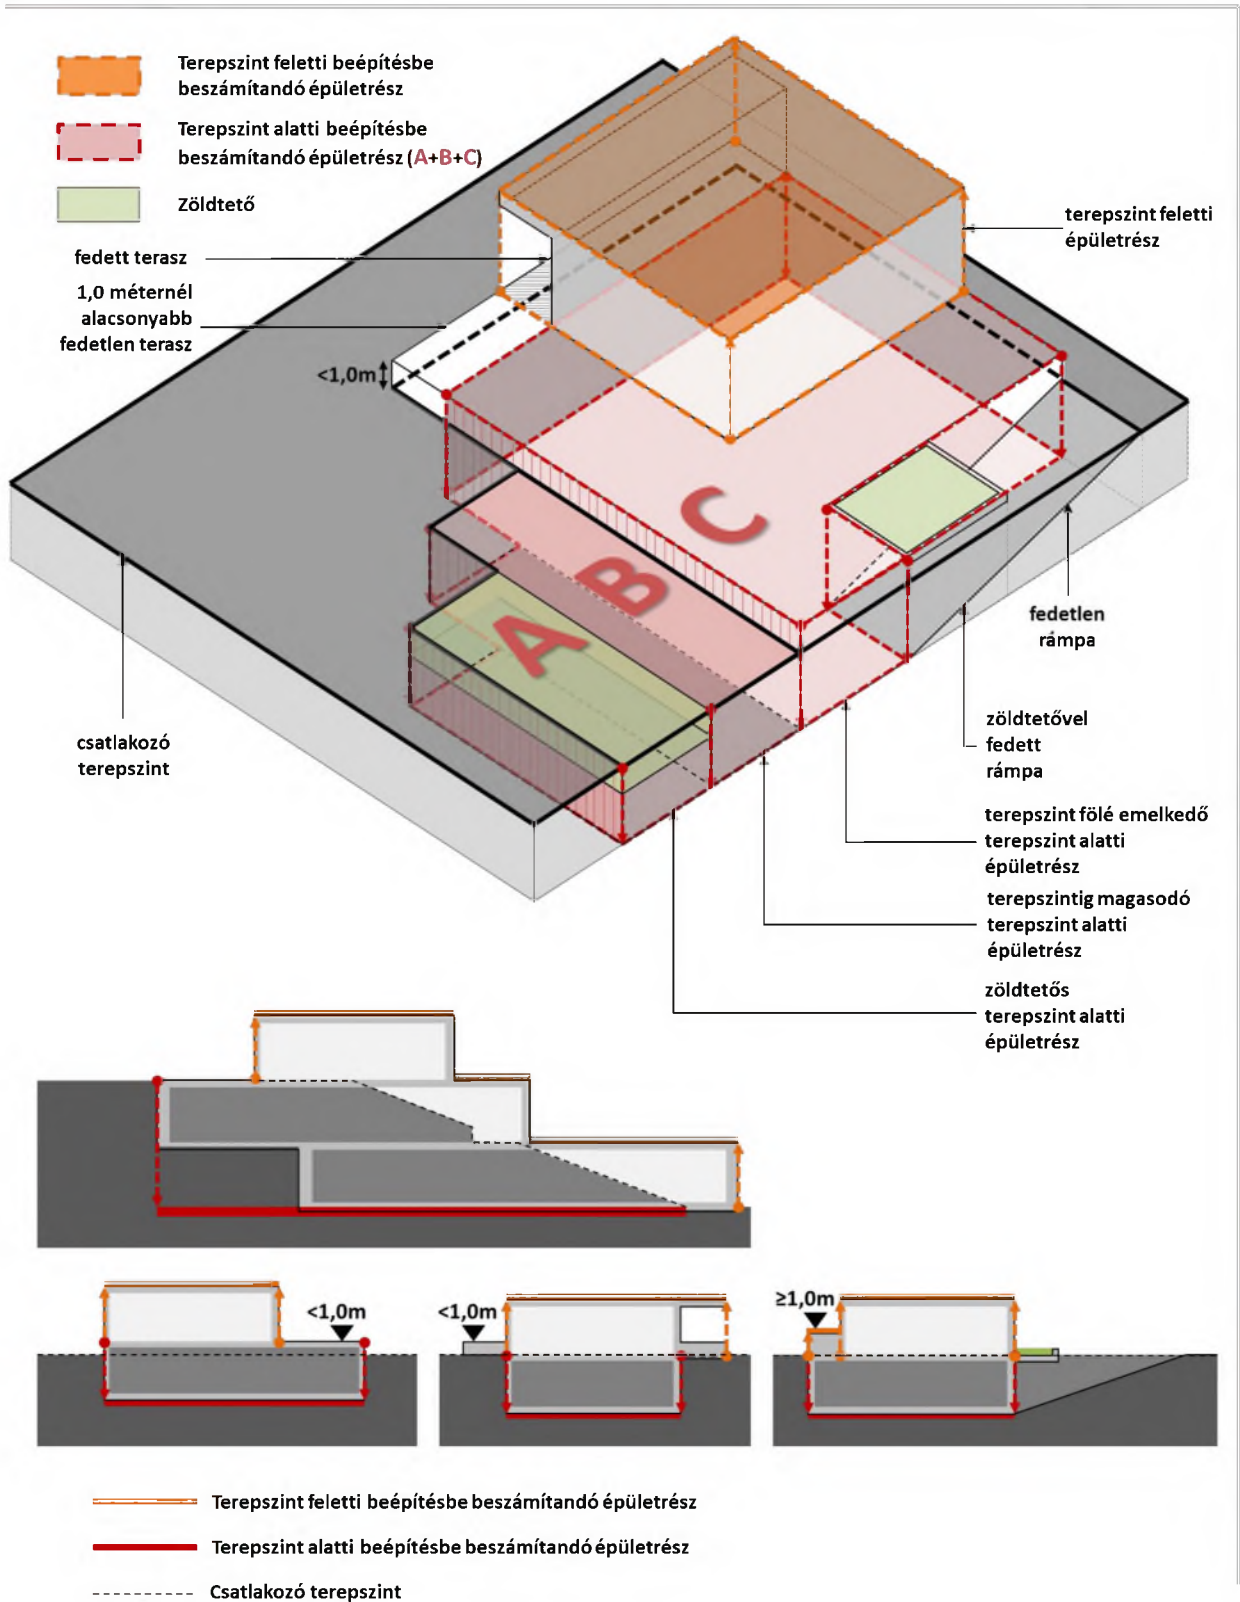 Terepszint feletti beépítésbe
beszámítandó épületrész
Terepszint alatti beépítésbe
beszámítandó épületrész (A+B+C)
Zöldtető
fedett terasz
1,0 méternél
alacsonyabb
fedetlen terasz
<1,0m
terepszint feletti
épületrész
C
B
A
fedetlen
rámpa
csatlakozó
terepszint
zöldtetővel
fedett
rámpa
terepszint fölé emelkedő
terepszint alatti
épületrész
terepszintig magasodó
terepszint alatti
épületrész
zöldtetős
terepszint alatti
épületrész
<1,0m
<1,0m
≥1,0m
Terepszint feletti beépítésbe beszámítandó épületrész
Terepszint alatti beépítésbe beszámítandó épületrész
Csatlakozó terepszint